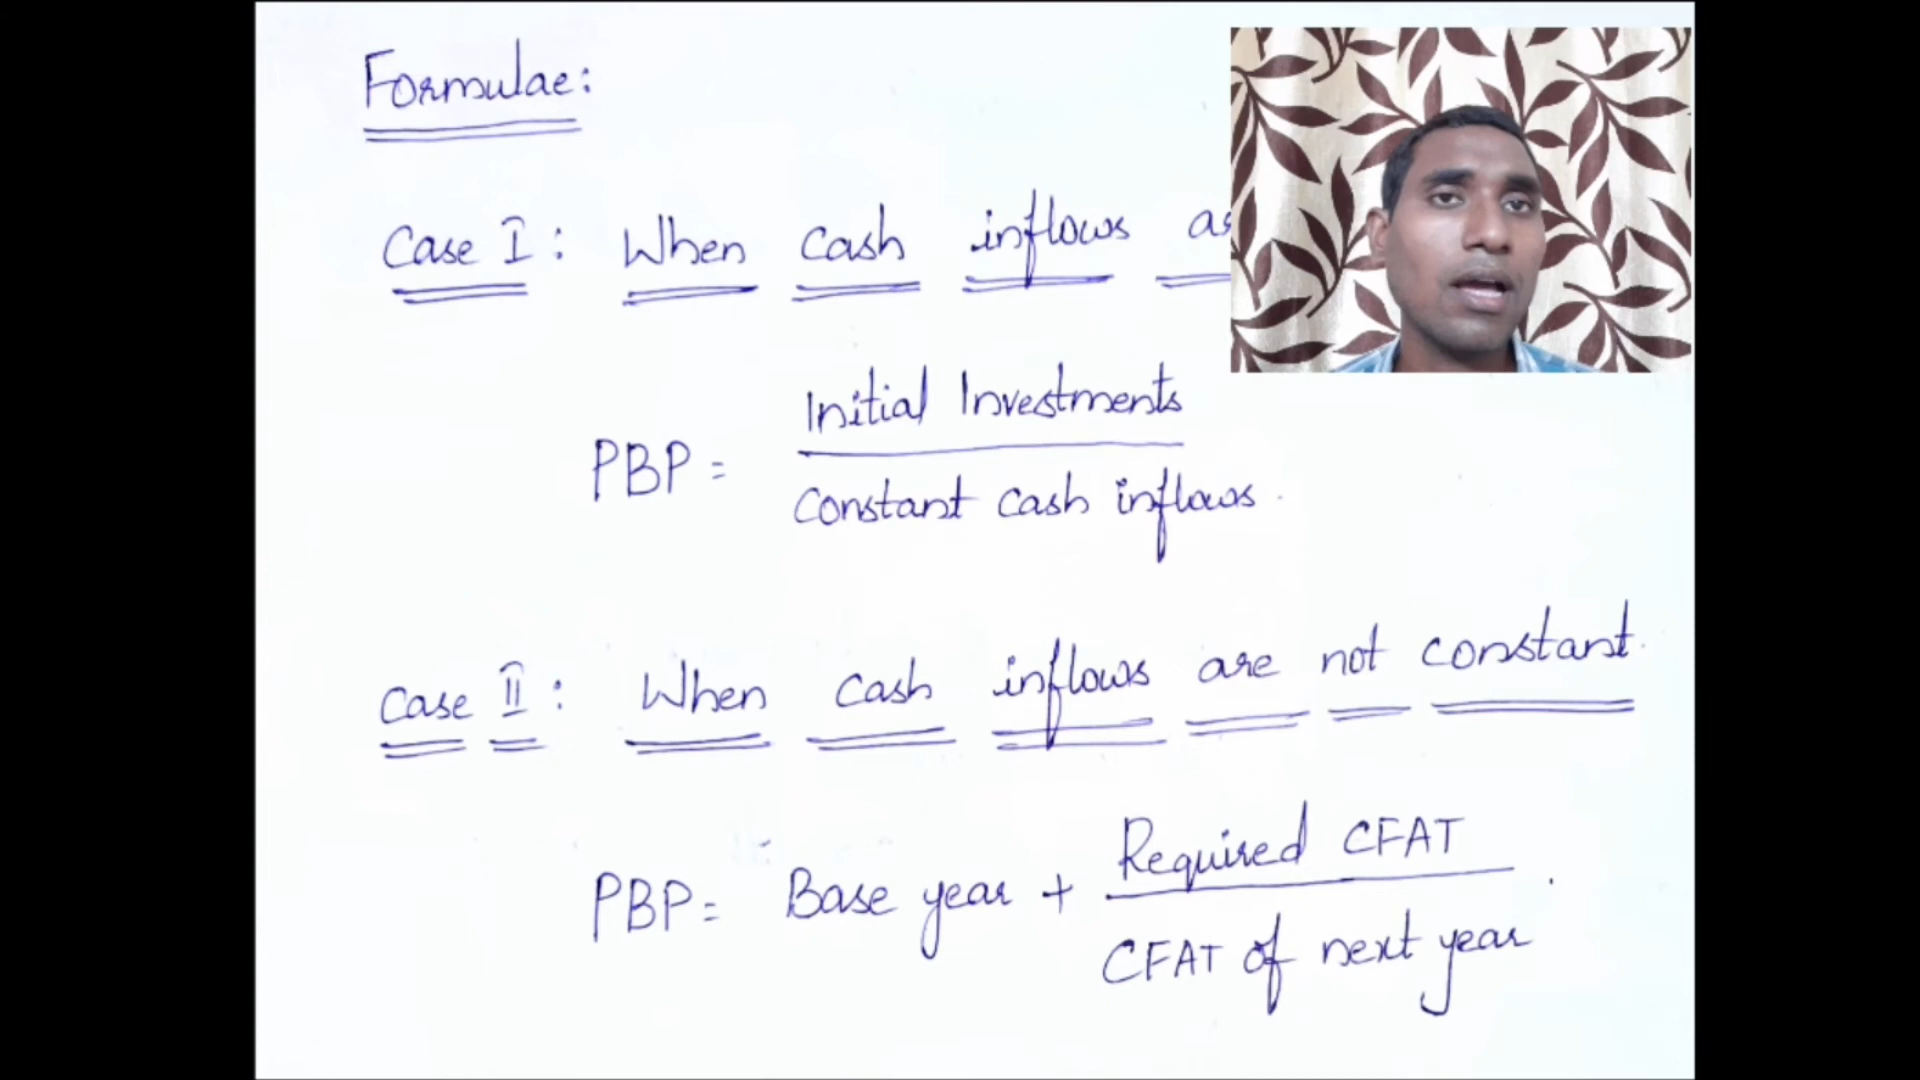 Formulae:
Case I : When cash inflows
Initial Investments
PBP =
Constant cash inflows.
Case II : When cash inflows are not constant.
Required CFAT
PBP = Base year + .
CFAT of next year